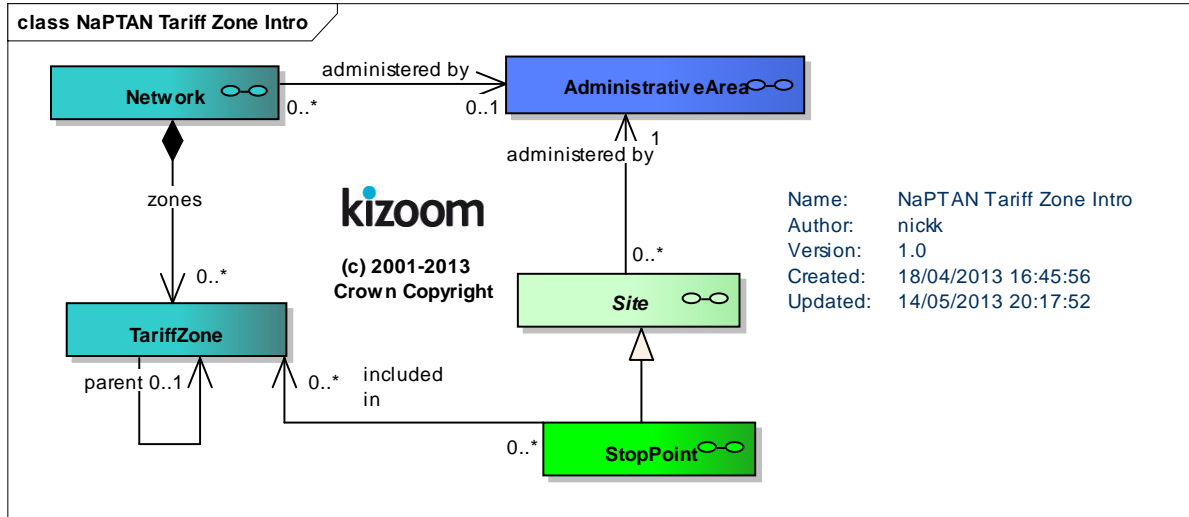 class NaPTAN Tariff Zone Intro
Network
administered by
0..*
0..1
AdministrativeArea
1
administered by
zones
kizoom
(c) 2001-2013
Crown Copyright
Name: NaPTAN Tariff Zone Intro
Author: nickk
Version: 1.0
Created: 18/04/2013 16:45:56
Updated: 14/05/2013 20:17:52
0..*
0..*
TariffZone
Site
parent 0..1
0..*
included
in
0..*
StopPoint